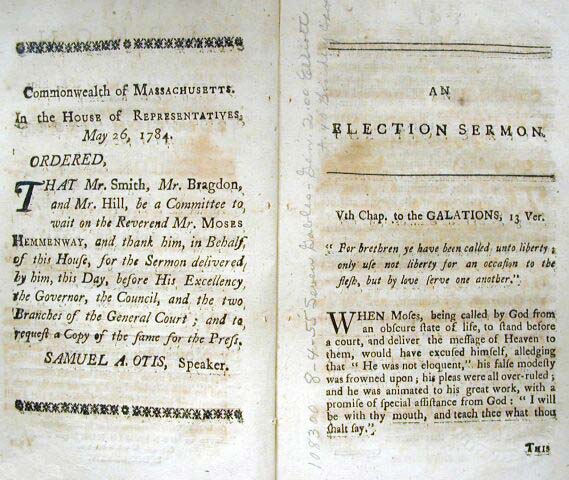 Commonwealth of MASSACHUSETTS.
In the HOUSE of REPRESENTATIVES,
May 26, 1784.
ORDERED,
THAT Mr. Smith, Mr. Bragdon,
and Mr. Hill, be a Committee to
wait on the Reverend Mr. MOSES
HEMMENWAY, and thank him, in Behalf
of this House, for the Sermon delivered
by him, this Day, before His Excellency
the Governor, the Council, and the two
Branches of the General Court; and to
request a Copy of the same for the Press.
SAMUEL A. OTIS, Speaker.
108300 8-4-55 Seven Gables-Gen 200 Elliott
AN
ELECTION SERMON.
Vth Chap. to the GALATIONS, 13 Ver.
" For brethren ye have been called unto liberty;
only use not liberty for an occasion to the
flesh, but by love serve one another."
WHEN Moses, being called by God from
an obscure state of life, to stand before
a court, and deliver the message of Heaven to
them, would have excused himself, alledging
that " He was not eloquent," his false modesty
was frowned upon; his pleas were all over-ruled;
and he was animated to his great work, with a
promise of special assistance from God: " I will
be with thy mouth, and teach thee what thou
shalt say."
THIS